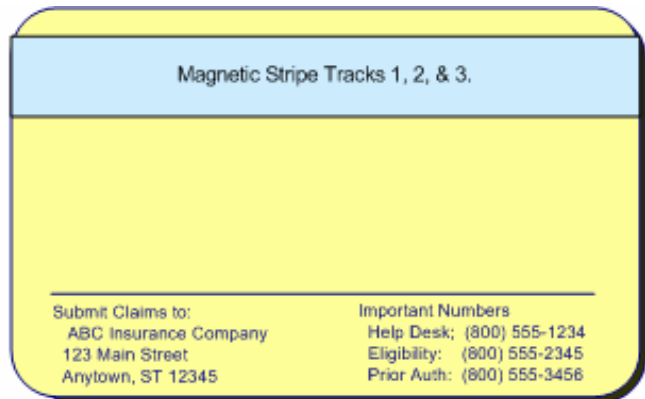 Magnetic Stripe Tracks 1, 2, & 3.
Submit Claims to:
ABC Insurance Company
123 Main Street
Anytown, ST 12345
Important Numbers
Help Desk; (800) 555-1234
Eligibility: (800) 555-2345
Prior Auth: (800) 555-3456